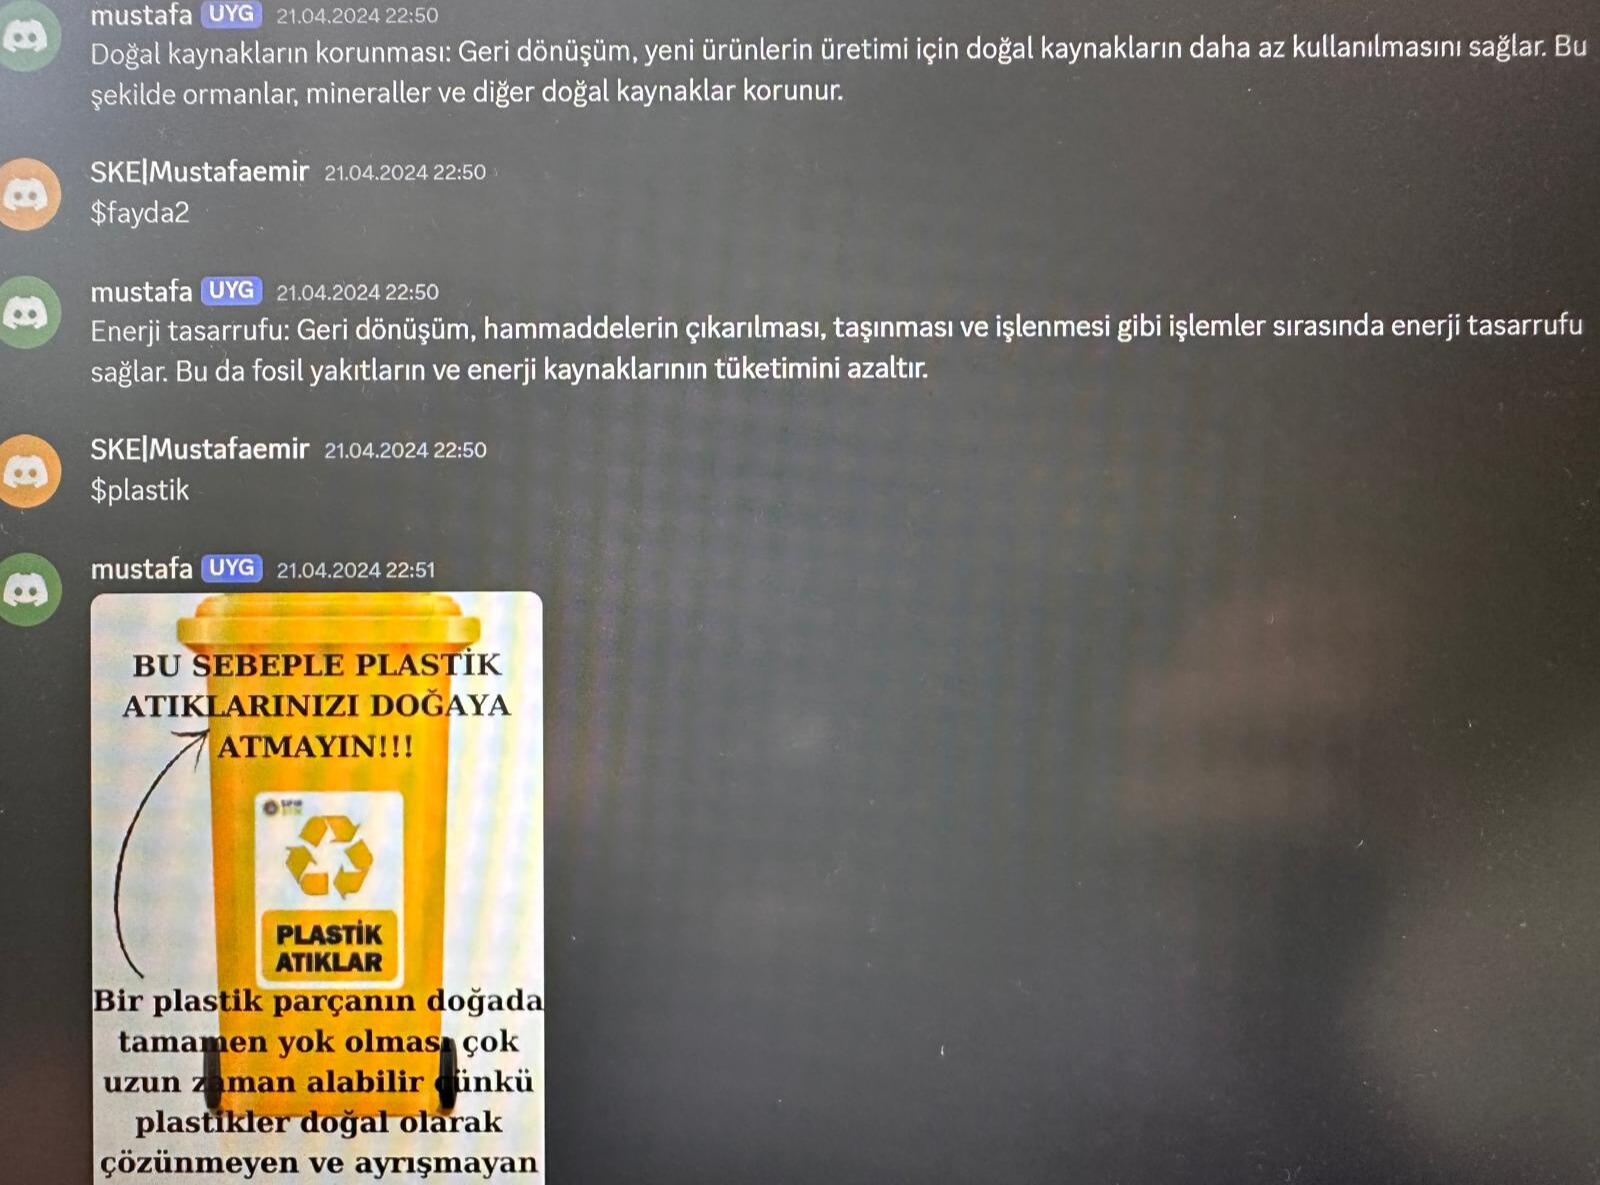 mustafa UYG 21.04.2024 22:50
Doğal kaynakların korunması: Geri dönüşüm, yeni ürünlerin üretimi için doğal kaynakların daha az kullanılmasını sağlar. Bu
şekilde ormanlar, mineraller ve diğer doğal kaynaklar korunur.
SKE|Mustafaemir 21.04.2024 22:50
$fayda2
mustafa UYG 21.04.2024 22:50
Enerji tasarrufu: Geri dönüşüm, hammaddelerin çıkarılması, taşınması ve işlenmesi gibi işlemler sırasında enerji tasarrufu
sağlar. Bu da fosil yakıtların ve enerji kaynaklarının tüketimini azaltır.
SKE|Mustafaemir 21.04.2024 22:50
$plastik
mustafa UYG 21.04.2024 22:51
BU SEBEPLE PLASTİK
ATIKLARINIZI DOĞAYA
ATMAYIN!!!
PLASTİK
ATIKLAR
Bir plastik parçanın doğada
tamamen yok olması çok
uzun zaman alabilir çünkü
plastikler doğal olarak
çözünmeyen ve ayrışmayan